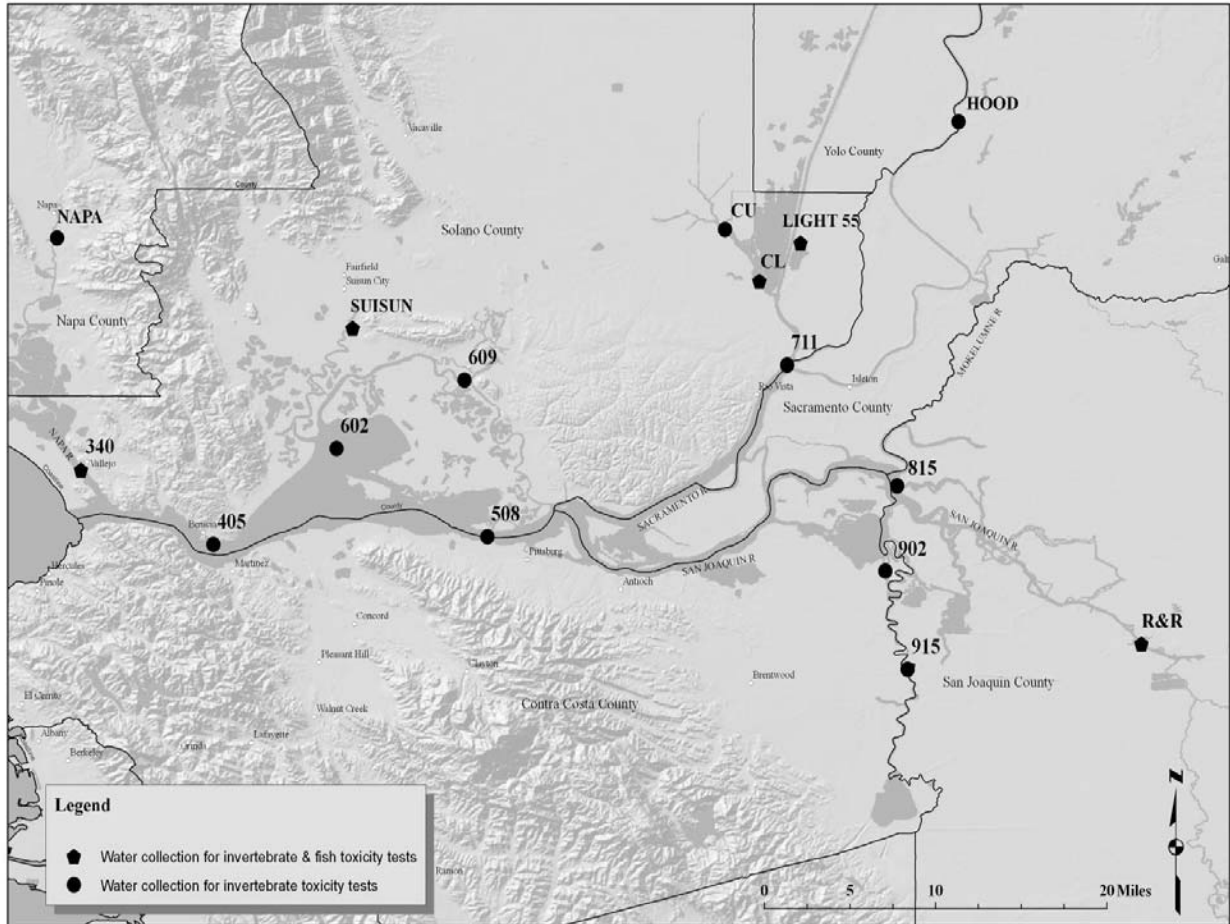 HOOD
Vacaville
Yolo County
County
Napa
NAPA
CU
LIGHT 55
Solano County
CL
Fairfield
Suisun City
SUISUN
Napa County
609
711
MOKELUMNE R
Rio Vista
Isleton
Sacramento County
602
NAPA R
340
Vallejo
815
SACRAMENTO R
County
Benicia
405
508
Pittsburg
SAN JOAQUIN R
SAN JOAQUIN R
902
Martinez
Hercules
Pinole
Antioch
Concord
R&R
Pleasant Hill
Clayton
915
Brentwood
San Joaquin County
El Cerrito
Contra Costa County
Walnut Creek
Albany
Orinda
Lafayette
Berkeley
N
Legend
Water collection for invertebrate & fish toxicity tests
Water collection for invertebrate toxicity tests
Ramon
0 5 10 20 Miles